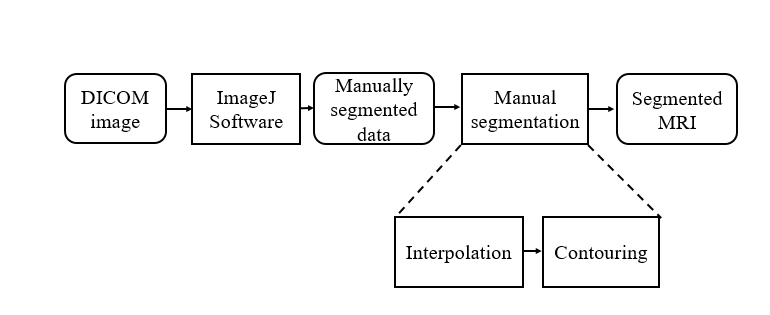 DICOM
image
ImageJ
Software
Manually
segmented
data
Manual
segmentation
Segmented
MRI
Interpolation
Contouring